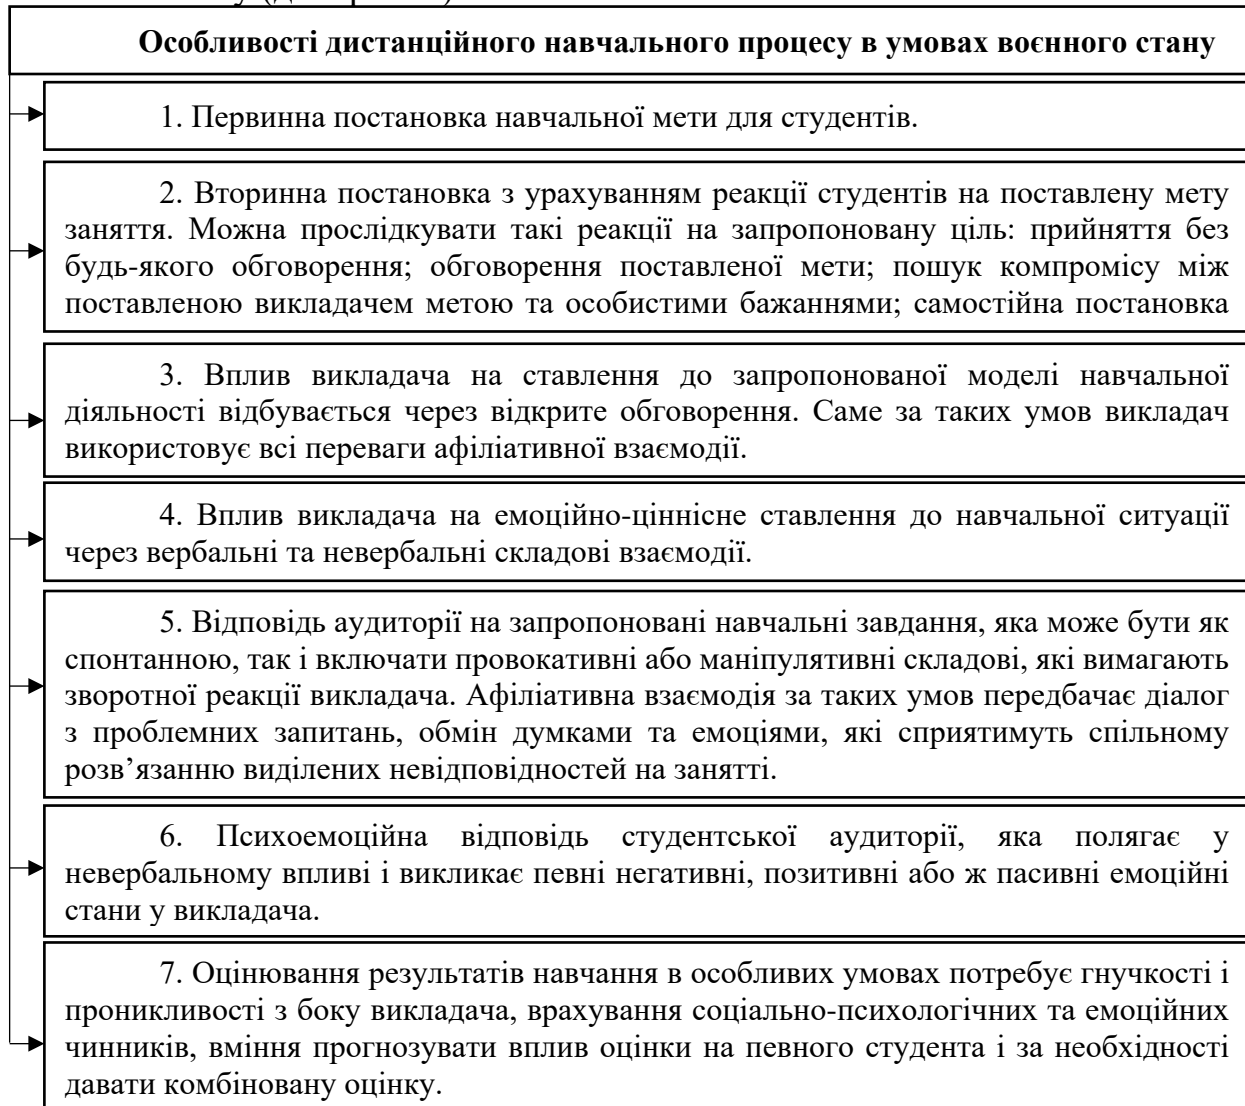 Особливості дистанційного навчального процесу в умовах воєнного стану
1. Первинна постановка навчальної мети для студентів.
2. Вторинна постановка з урахуванням реакції студентів на поставлену мету
заняття. Можна прослідкувати такі реакції на запропоновану ціль: прийняття без
будь-якого обговорення; обговорення поставленої мети; пошук компромісу між
поставленою викладачем метою та особистими бажаннями; самостійна постановка
3. Вплив викладача на ставлення до запропонованої моделі навчальної
діяльності відбувається через відкрите обговорення. Саме за таких умов викладач
використовує всі переваги афіліативної взаємодії.
4. Вплив викладача на емоційно-ціннісне ставлення до навчальної ситуації
через вербальні та невербальні складові взаємодії.
5. Відповідь аудиторії на запропоновані навчальні завдання, яка може бути як
спонтанною, так і включати провокативні або маніпулятивні складові, які вимагають
зворотної реакції викладача. Афіліативна взаємодія за таких умов передбачає діалог
з проблемних запитань, обмін думками та емоціями, які сприятимуть спільному
розв’язанню виділених невідповідностей на занятті.
6. Психоемоційна відповідь студентської аудиторії, яка полягає у
невербальному впливі і викликає певні негативні, позитивні або ж пасивні емоційні
стани у викладача.
7. Оцінювання результатів навчання в особливих умовах потребує гнучкості і
проникливості з боку викладача, врахування соціально-психологічних та емоційних
чинників, вміння прогнозувати вплив оцінки на певного студента і за необхідності
давати комбіновану оцінку.